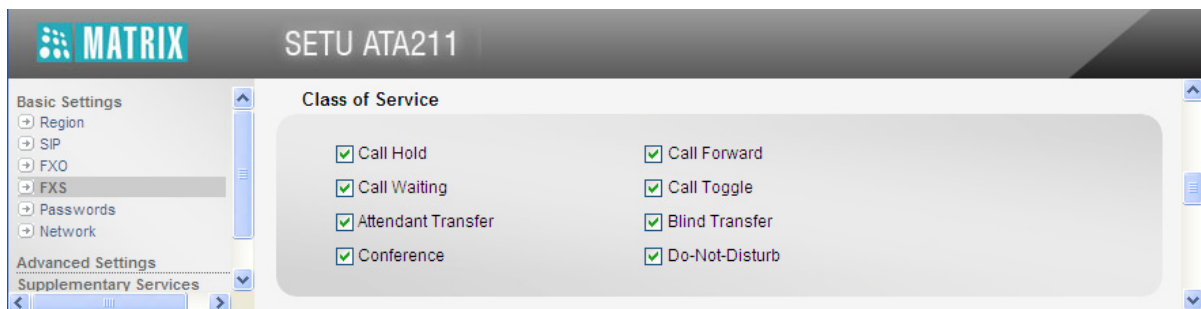 MATRIX
SETU ATA211
Basic Settings
Region
SIP
FXO
FXS
Passwords
Network
Advanced Settings
Supplementary Services
Class of Service
Call Hold
Call Forward
Call Waiting
Call Toggle
Attendant Transfer
Blind Transfer
Conference
Do-Not-Disturb